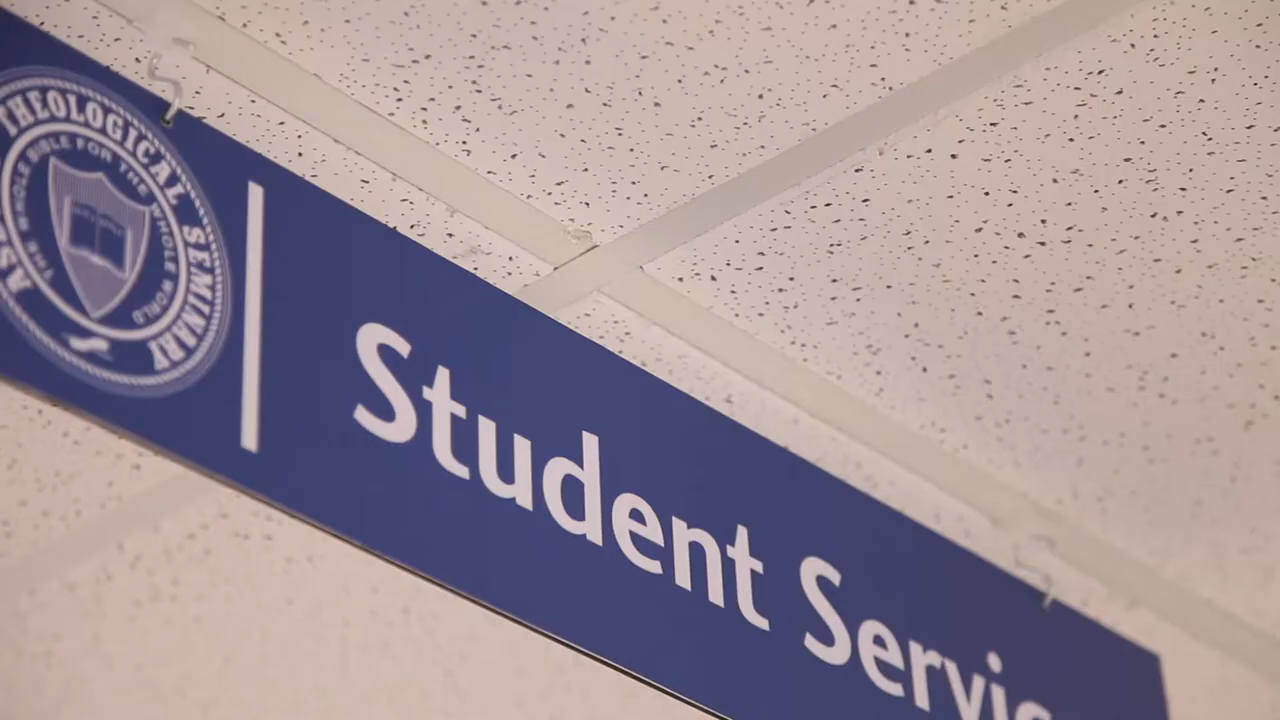 THEOLOGICAL SEMINARY
THE WHOLE BIBLE FOR THE WHOLE WORLD
Student Servic